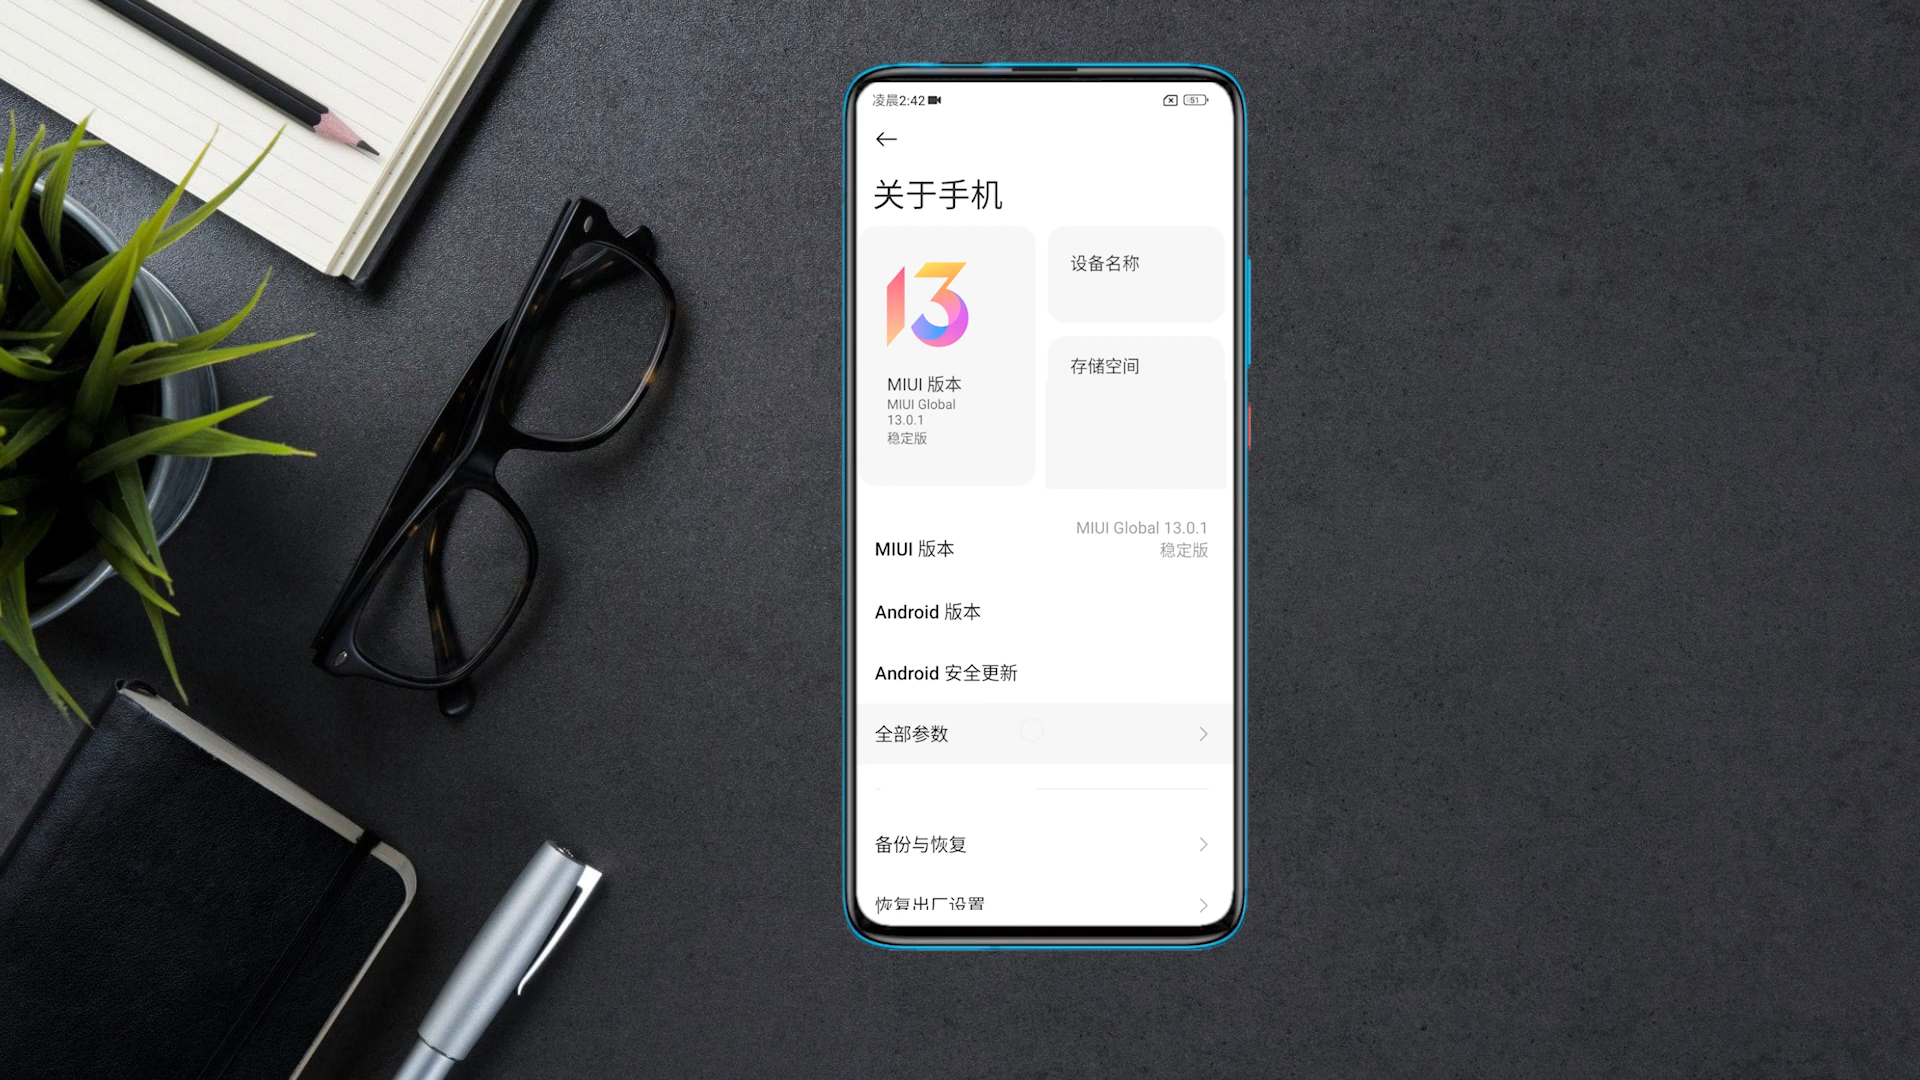 凌晨2:42
51
关于手机
13
MIUI 版本
MIUI Global
13.0.1
稳定版
设备名称
存储空间
MIUI 版本
MIUI Global 13.0.1
稳定版
Android 版本
Android 安全更新
全部参数
备份与恢复
恢复出厂设置